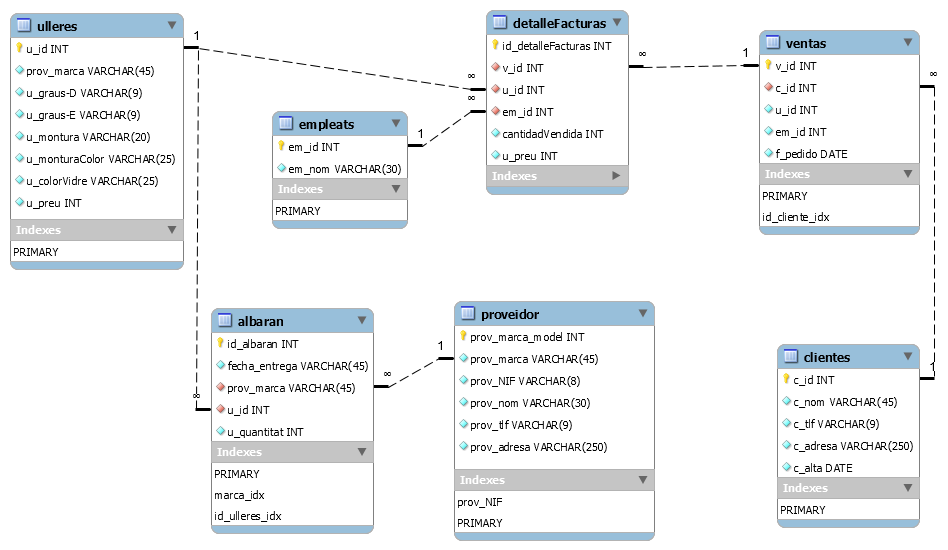 ulleres
u_id INT
prov_marca VARCHAR(45)
u_graus-D VARCHAR(9)
u_graus-E VARCHAR(9)
u_montura VARCHAR(20)
u_monturaColor VARCHAR(25)
u_colorVidre VARCHAR(25)
u_preu INT
Indexes
PRIMARY
1
∞
∞
empleats
em_id INT
em_nom VARCHAR(30)
Indexes
PRIMARY
1
∞
detalleFacturas
id_detalleFacturas INT
v_id INT
u_id INT
em_id INT
cantidadVendida INT
u_preu INT
Indexes
∞
1
ventas
v_id INT
c_id INT
u_id INT
em_id INT
f_pedido DATE
Indexes
PRIMARY
id_cliente_idx
∞
1
albaran
id_albaran INT
fecha_entrega VARCHAR(45)
prov_marca VARCHAR(45)
u_id INT
u_quantitat INT
Indexes
PRIMARY
marca_idx
id_ulleres_idx
∞
1
proveidor
prov_marca_model INT
prov_marca VARCHAR(45)
prov_NIF VARCHAR(8)
prov_nom VARCHAR(30)
prov_tlf VARCHAR(9)
prov_adresa VARCHAR(250)
Indexes
prov_NIF
PRIMARY
clientes
c_id INT
c_nom VARCHAR(45)
c_tlf VARCHAR(9)
c_adresa VARCHAR(250)
c_alta DATE
Indexes
PRIMARY